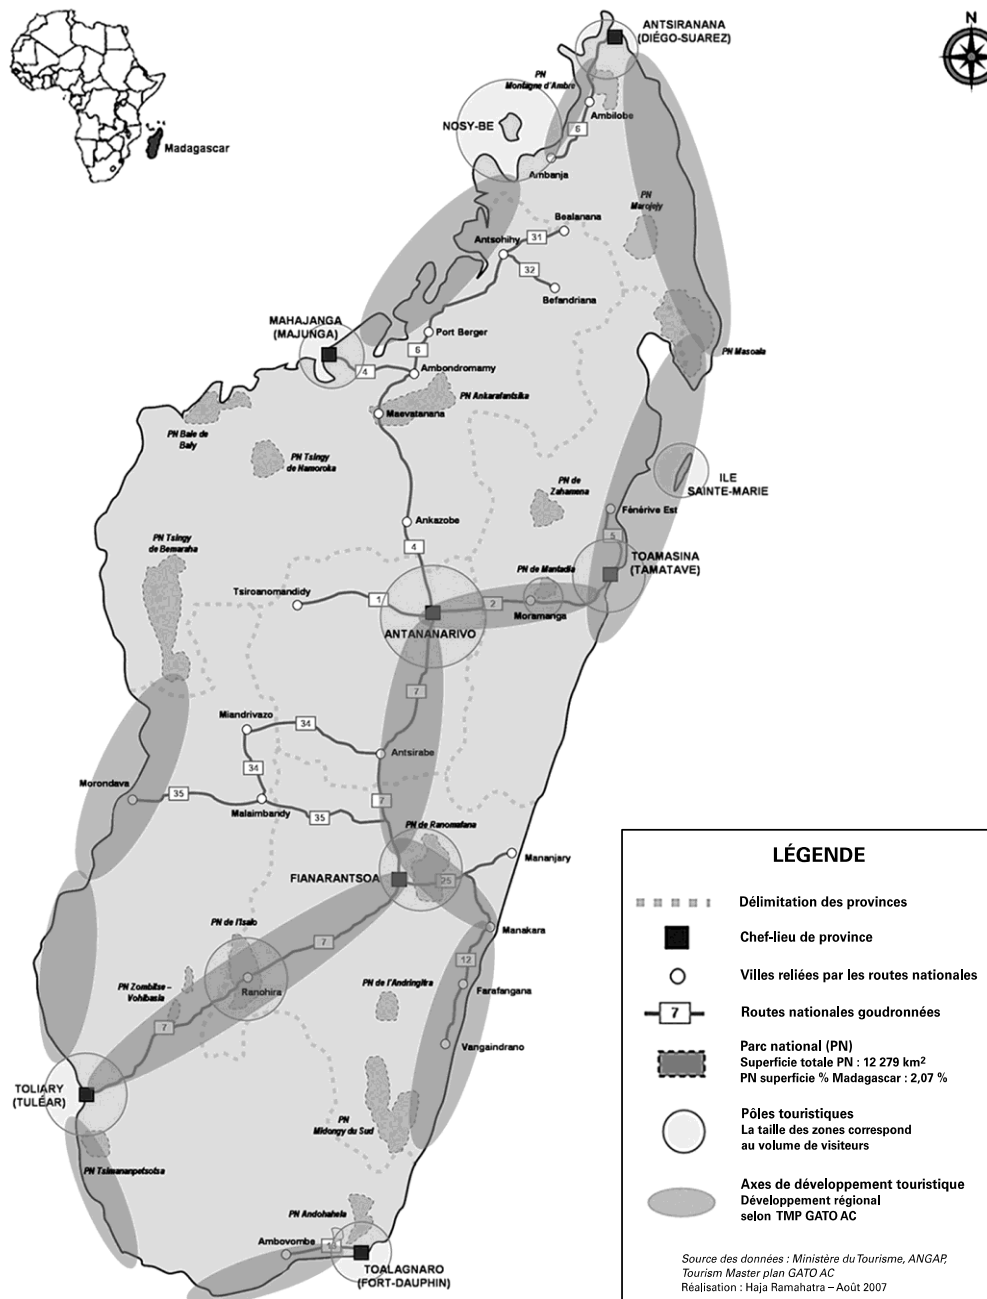 Madagascar
N
ANTSIRANANA
(DIÉGO-SUAREZ)
PN
Montagne d'Ambre
NOSY-BE
Ambilobe
6
Ambanja
PN
Marojejy
Bealanana
31
Antsohihy
32
Befandriana
MAHAJANGA
(MAJUNGA)
Port Berger
6
4
Ambondromamy
PN Masoala
PN Ankarafantsika
Maevatanana
PN Baie de
Baly
PN Tsingy
de Namoroka
PN de
Zahamena
ILE
SAINTE-MARIE
Fénérive Est
5
Ankazobe
4
PN Tsingy
de Bemaraha
TOAMASINA
(TAMATAVE)
PN de Mantadia
Tsiroanomandidy
1
2
Moramanga
ANTANANARIVO
7
Miandrivazo
34
Antsirabe
34
Morondava
35
7
Malaimbandy
35
PN de Ranomafana
Mananjary
FIANARANTSOA
25
PN de l'Isalo
7
Manakara
12
PN Zombitse –
Vohibasia
Ranohira
PN de l'Andringitra
Farafangana
7
Vangaindrano
TOLIARY
(TULÉAR)
PN
Midongy du Sud
PN Tsimananpetsotsa
PN Andohahela
Ambovombe
13
TOALAGNARO
(FORT-DAUPHIN)
LÉGENDE
Délimitation des provinces
Chef-lieu de province
Villes reliées par les routes nationales
7
Routes nationales goudronnées
Parc national (PN)
Superficie totale PN : 12 279 km²
PN superficie % Madagascar : 2,07 %
Pôles touristiques
La taille des zones correspond
au volume de visiteurs
Axes de développement touristique
Développement régional
selon TMP GATO AC
Source des données : Ministère du Tourisme, ANGAP,
Tourism Master plan GATO AC
Réalisation : Haja Ramahatra – Août 2007